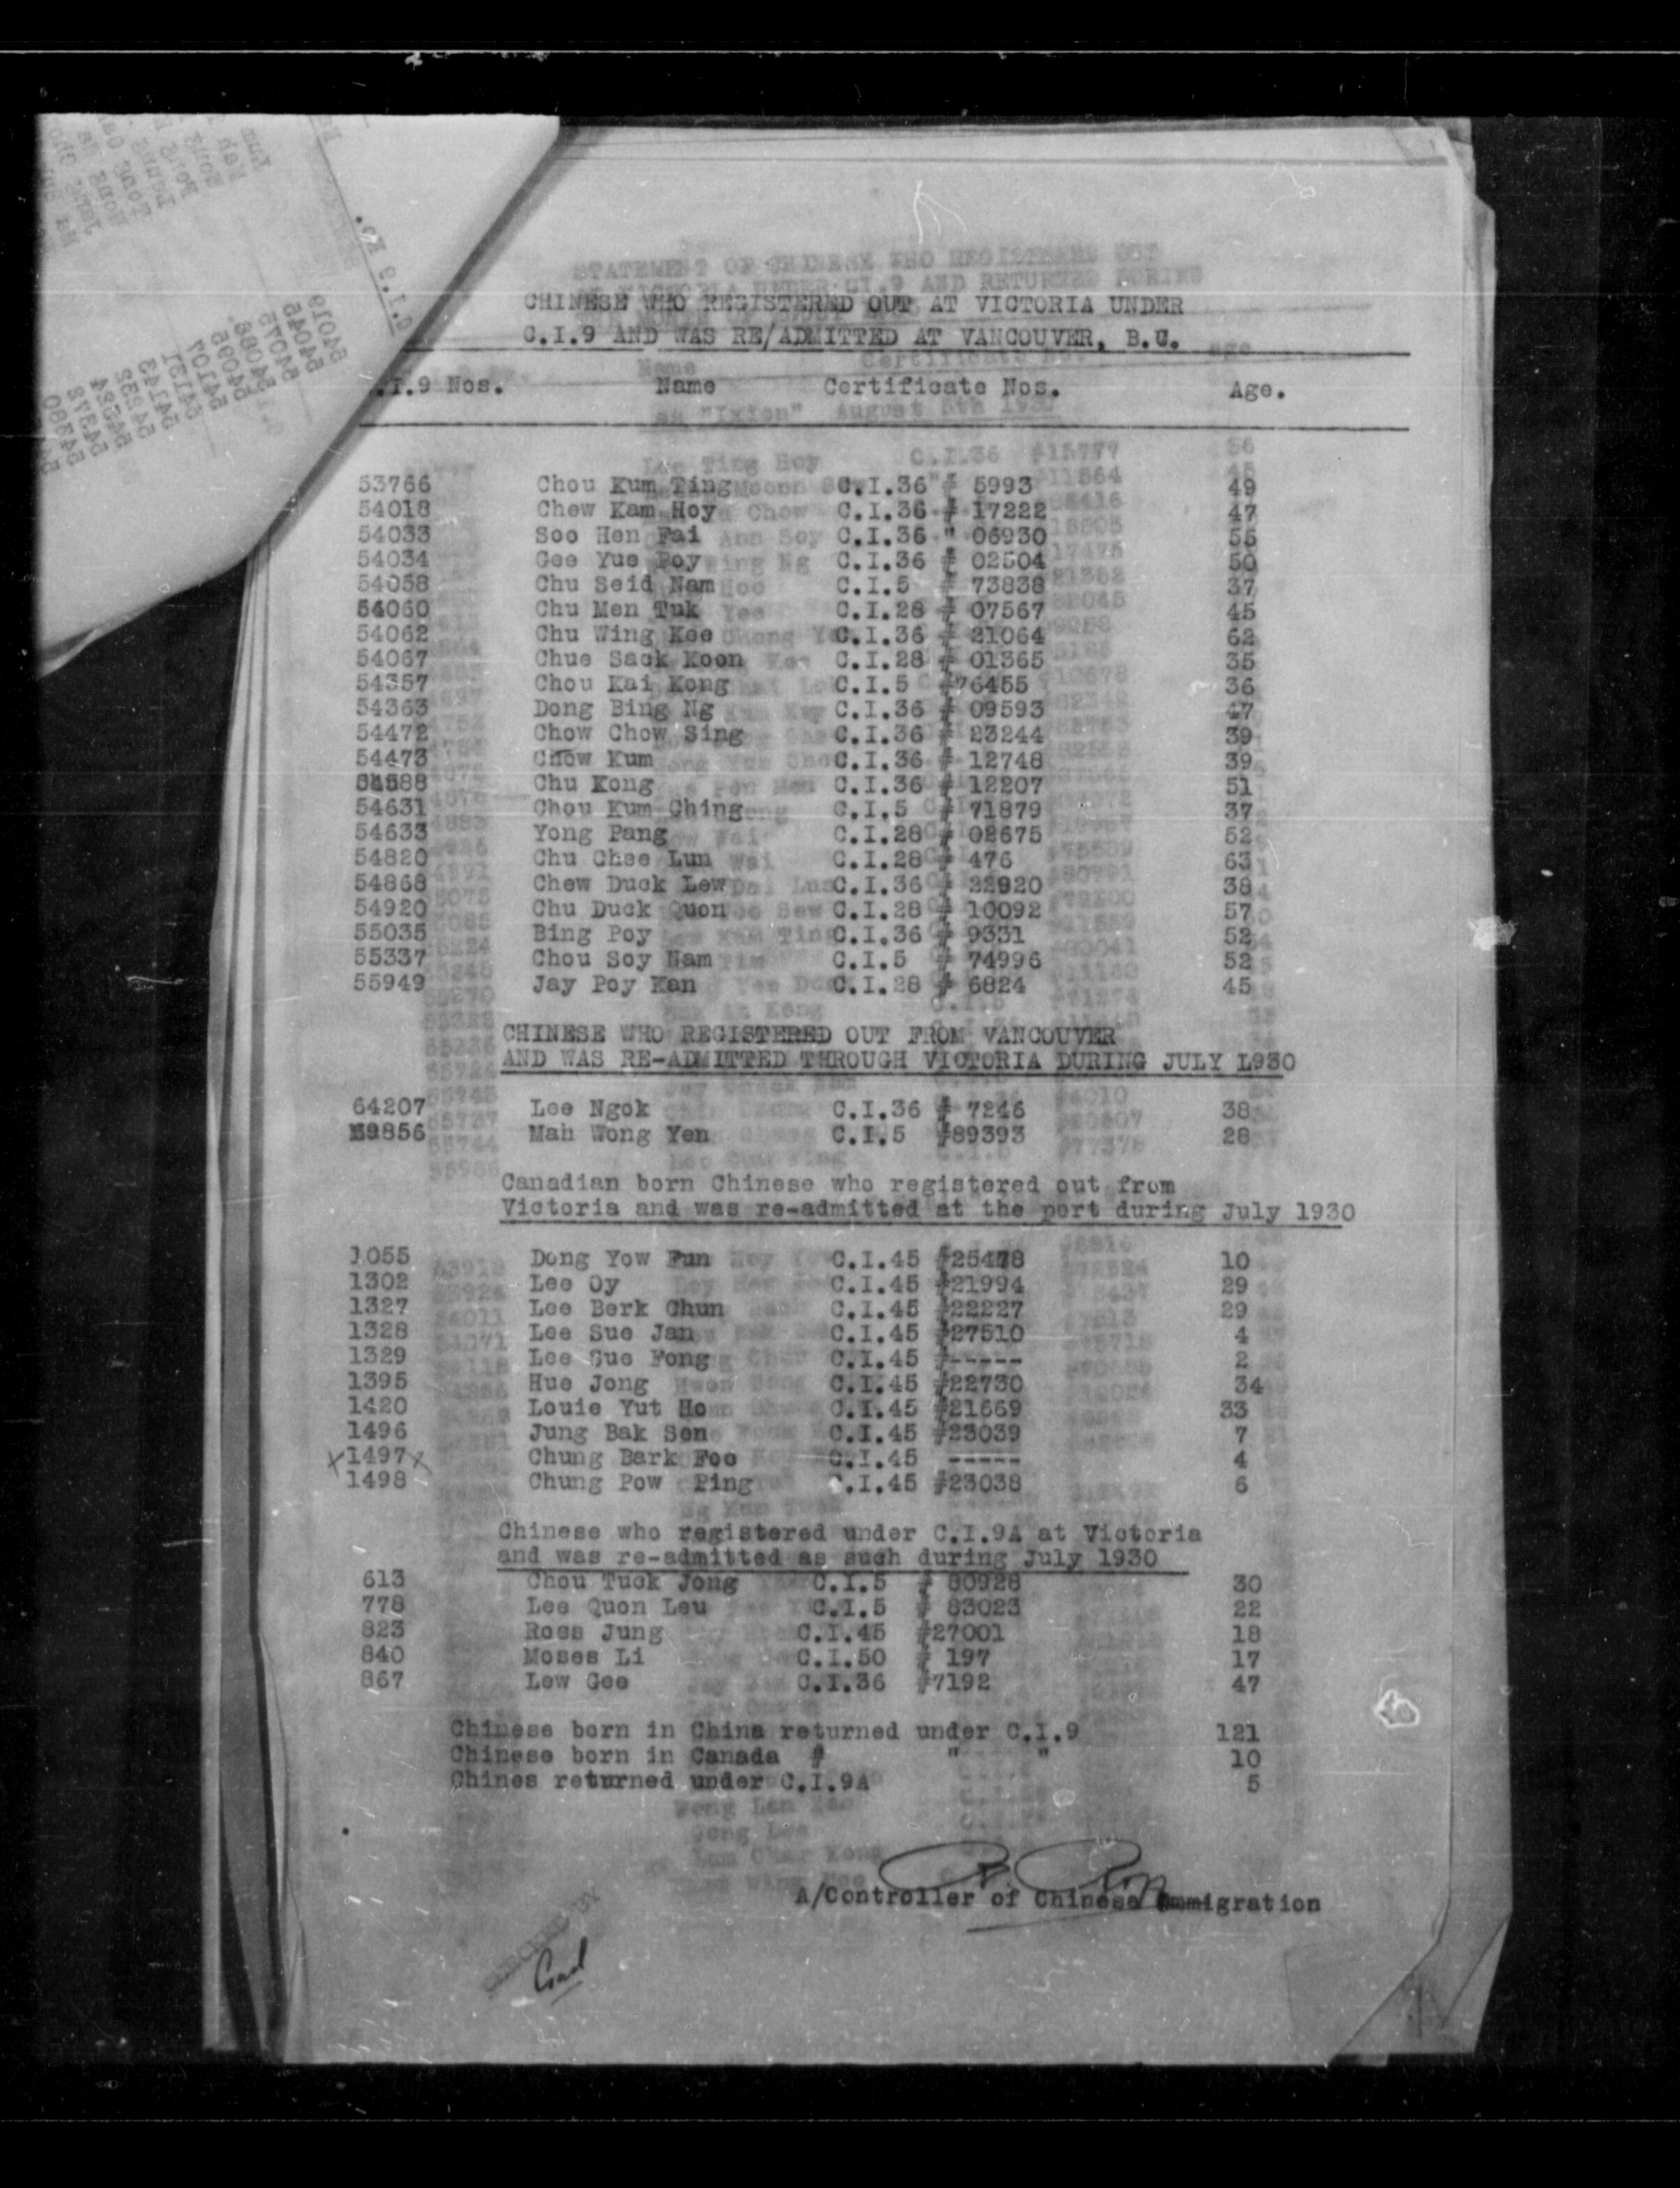 CHINESE WHO REGISTERED OUT AT VICTORIA UNDER
C.I.9 AND WAS RE/ADMITTED AT VANCOUVER, B.C.
.I.9 Nos. Name Certificate Nos. Age.
53766 Chou Kum Ting C.I.36 # 5993 49
54018 Chew Kam Hoy C.I.36 # 17222 47
54033 Soo Hen Fai C.I.36 " 06930 55
54034 Gee Yue Poy C.I.36 # 02504 50
54058 Chu Seid Nam C.I.5 # 73838 37
54060 Chu Men Tuk C.I.28 # 07567 45
54062 Chu Wing Kee C.I.36 # 21064 62
54067 Chue Sack Koon C.I.28 # 01365 35
54357 Chou Kai Kong C.I.5 #76455 36
54363 Dong Bing Ng C.I.36 # 09593 47
54472 Chow Chow Sing C.I.36 # 23244 39
54473 Chow Kum C.I.36 # 12748 39
54588 Chu Kong C.I.36 # 12207 51
54631 Chou Kum Ching C.I.5 # 71879 37
54633 Yong Pang C.I.28 # 02675 52
54820 Chu Chee Lun C.I.28 # 476 63
54868 Chew Duck Lew C.I.36 # 22920 38
54920 Chu Duck Quon C.I.28 # 10092 57
55035 Bing Poy C.I.36 # 9331 52
55337 Chou Soy Nam C.I.5 # 74996 52
55949 Jay Poy Kan C.I.28 # 6824 45
CHINESE WHO REGISTERED OUT FROM VANCOUVER
AND WAS RE-ADMITTED THROUGH VICTORIA DURING JULY L930
64207 Lee Ngok C.I.36 # 7246 38
Mah Wong Yen C.I.5 #89393 28
Canadian born Chinese who registered out from
Victoria and was re-admitted at the port during July 1930
1055 Dong Yow Fun C.I.45 #25478 10
1302 Lee Oy C.I.45 #21994 29
1327 Lee Berk Chun C.I.45 #22227 29
1328 Lee Sue Jan C.I.45 #27510 4
1329 Lee Sue Fong C.I.45 #----- 2
1395 Hue Jong C.I.45 #22730 34
1420 Louie Yut Ho C.I.45 #21669 33
1496 Jung Bak Sen C.I.45 #23039 7
x1497x Chung Bark Foo C.I.45 ----- 4
1498 Chung Pow Ping C.I.45 #23038 6
Chinese who registered under C.I.9A at Victoria
and was re-admitted as such during July 1930
613 Chou Tuck Jong C.I.5 # 80928 30
778 Lee Quon Leu C.I.5 # 83023 22
823 Ross Jung C.I.45 #27001 18
840 Moses Li C.I.50 # 197 17
867 Lew Gee C.I.36 #7192 47
Chinese born in China returned under C.I.9 121
Chinese born in Canada # " " 10
Chines returned under C.I.9A 5
A/Controller of Chinese Immigration
CHECKED BY